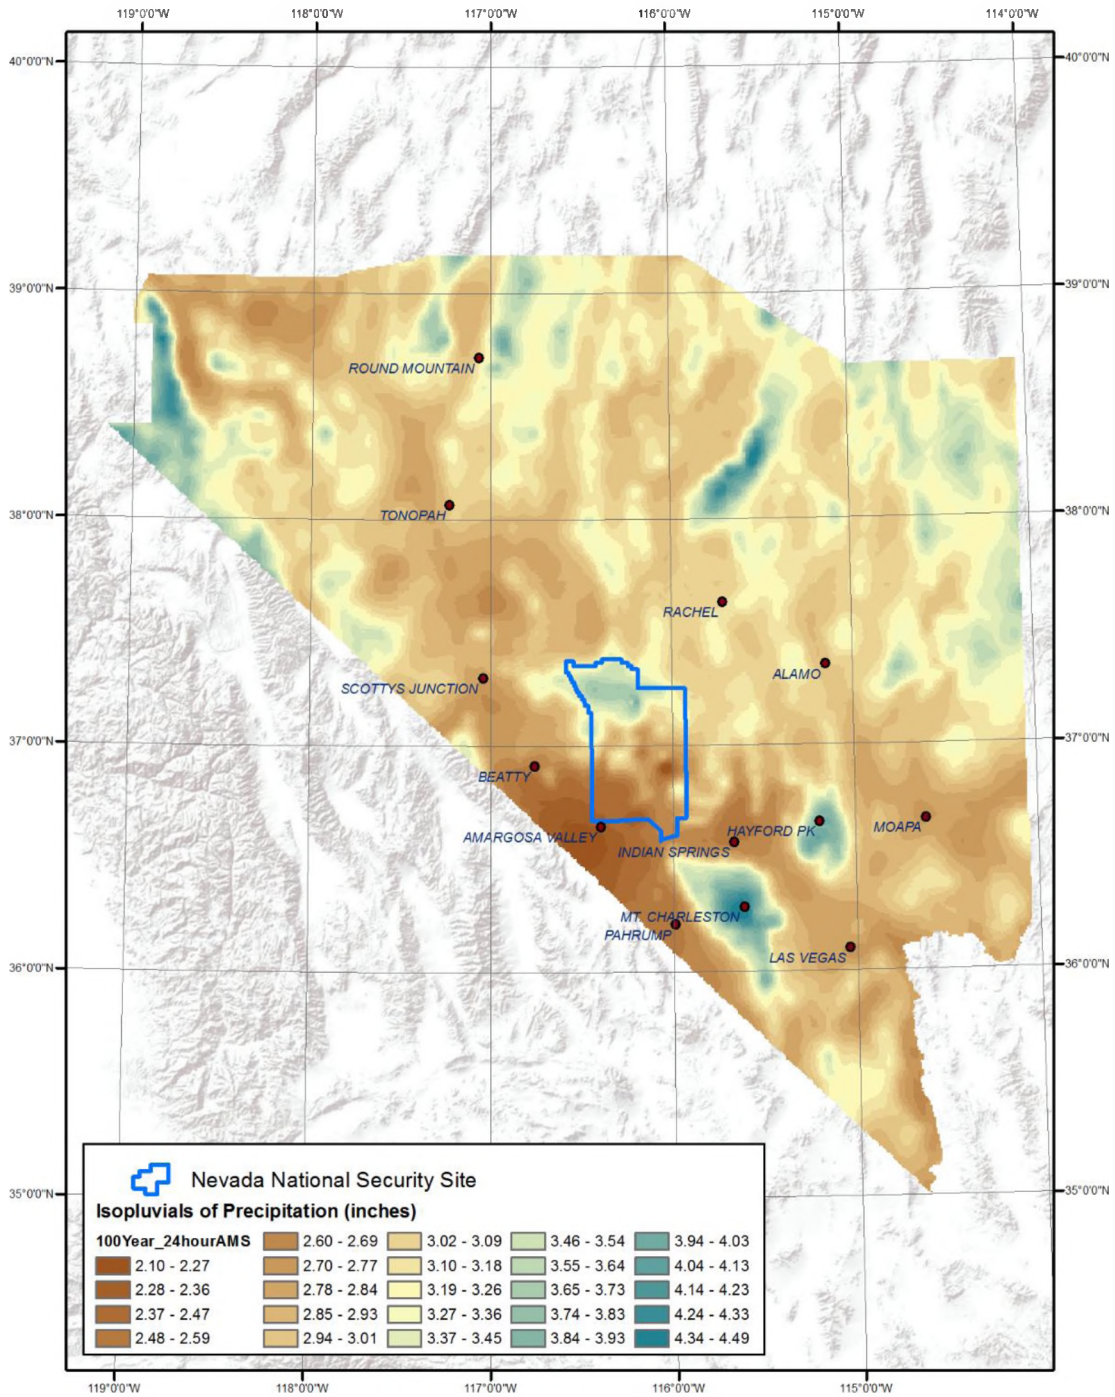 119°0'0"W 118°0'0"W 117°0'0"W 116°0'0"W 115°0'0"W 114°0'0"W
40°0'0"N 40°0'0"N
39°0'0"N 39°0'0"N
ROUND MOUNTAIN
38°0'0"N 38°0'0"N
TONOPAH
RACHEL
ALAMO
SCOTTYS JUNCTION
37°0'0"N 37°0'0"N
BEATTY
HAYFORD PK
MOAPA
AMARGOSA VALLEY
INDIAN SPRINGS
MT. CHARLESTON
PAHRUMP
LAS VEGAS
36°0'0"N 36°0'0"N
35°0'0"N 35°0'0"N
Nevada National Security Site
Isopluvials of Precipitation (inches)
100Year_24hourAMS 2.60 - 2.69 3.02 - 3.09 3.46 - 3.54 3.94 - 4.03
2.10 - 2.27 2.70 - 2.77 3.10 - 3.18 3.55 - 3.64 4.04 - 4.13
2.28 - 2.36 2.78 - 2.84 3.19 - 3.26 3.65 - 3.73 4.14 - 4.23
2.37 - 2.47 2.85 - 2.93 3.27 - 3.36 3.74 - 3.83 4.24 - 4.33
2.48 - 2.59 2.94 - 3.01 3.37 - 3.45 3.84 - 3.93 4.34 - 4.49
119°0'0"W 118°0'0"W 117°0'0"W 116°0'0"W 115°0'0"W